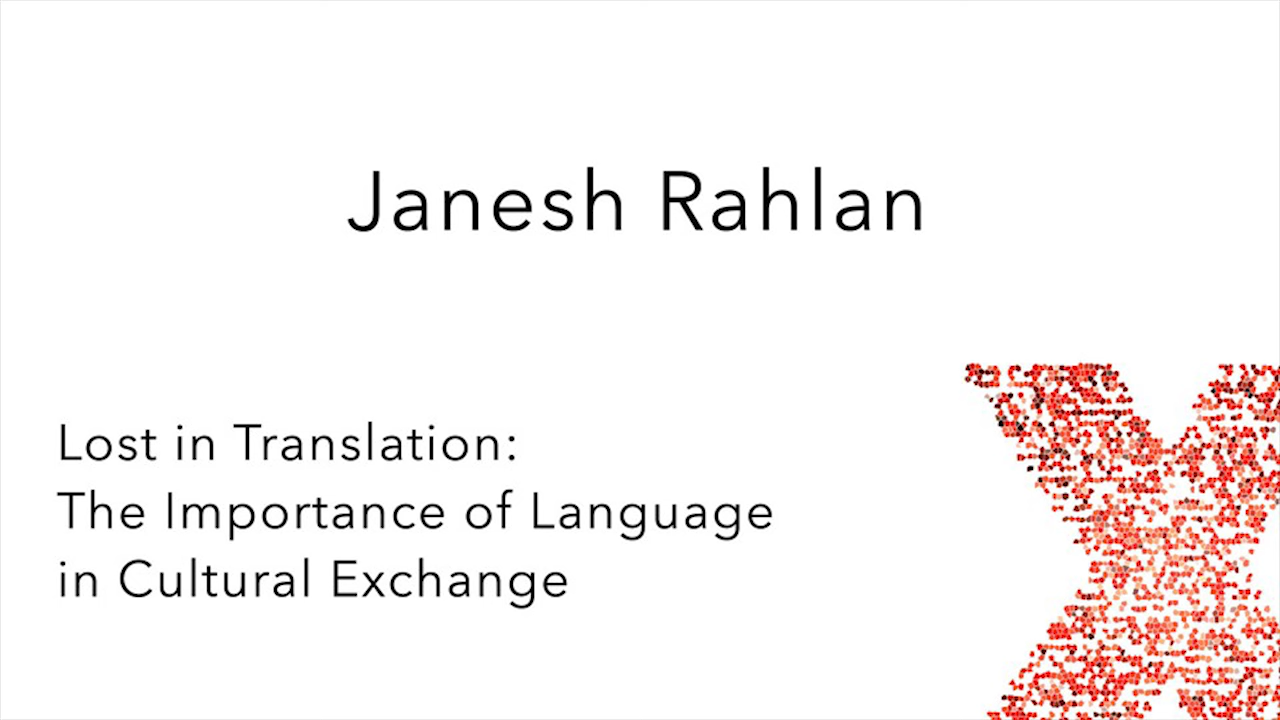 Janesh Rahlan
Lost in Translation:
The Importance of Language
in Cultural Exchange